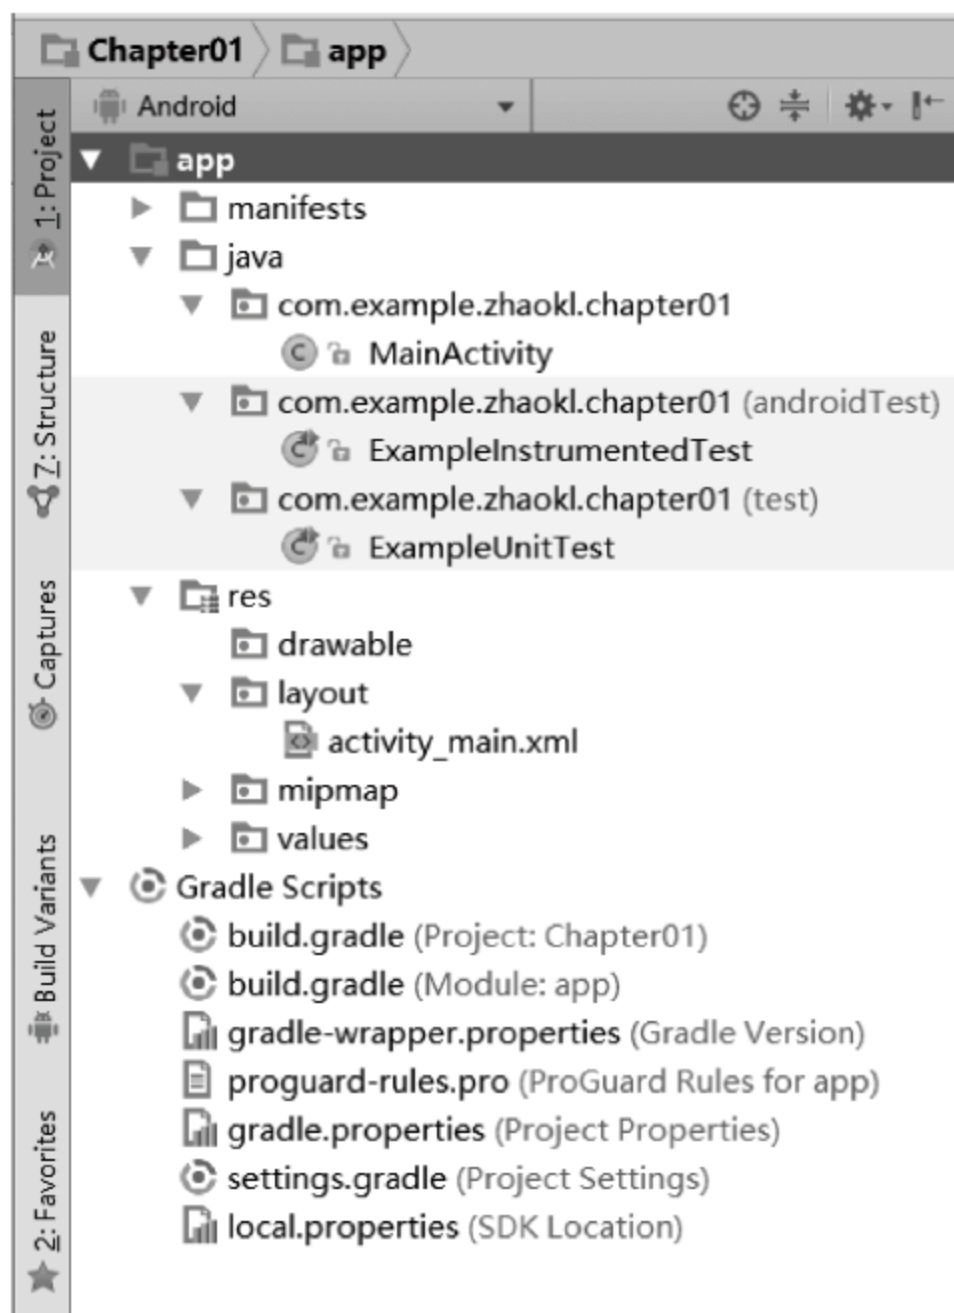 Chapter01 app
Android
app
manifests
java
com.example.zhaokl.chapter01
MainActivity
com.example.zhaokl.chapter01 (androidTest)
ExampleInstrumentedTest
com.example.zhaokl.chapter01 (test)
ExampleUnitTest
res
drawable
layout
activity_main.xml
mipmap
values
Gradle Scripts
build.gradle (Project: Chapter01)
build.gradle (Module: app)
gradle-wrapper.properties (Gradle Version)
proguard-rules.pro (ProGuard Rules for app)
gradle.properties (Project Properties)
settings.gradle (Project Settings)
local.properties (SDK Location)
1: Project
7: Structure
Captures
Build Variants
2: Favorites